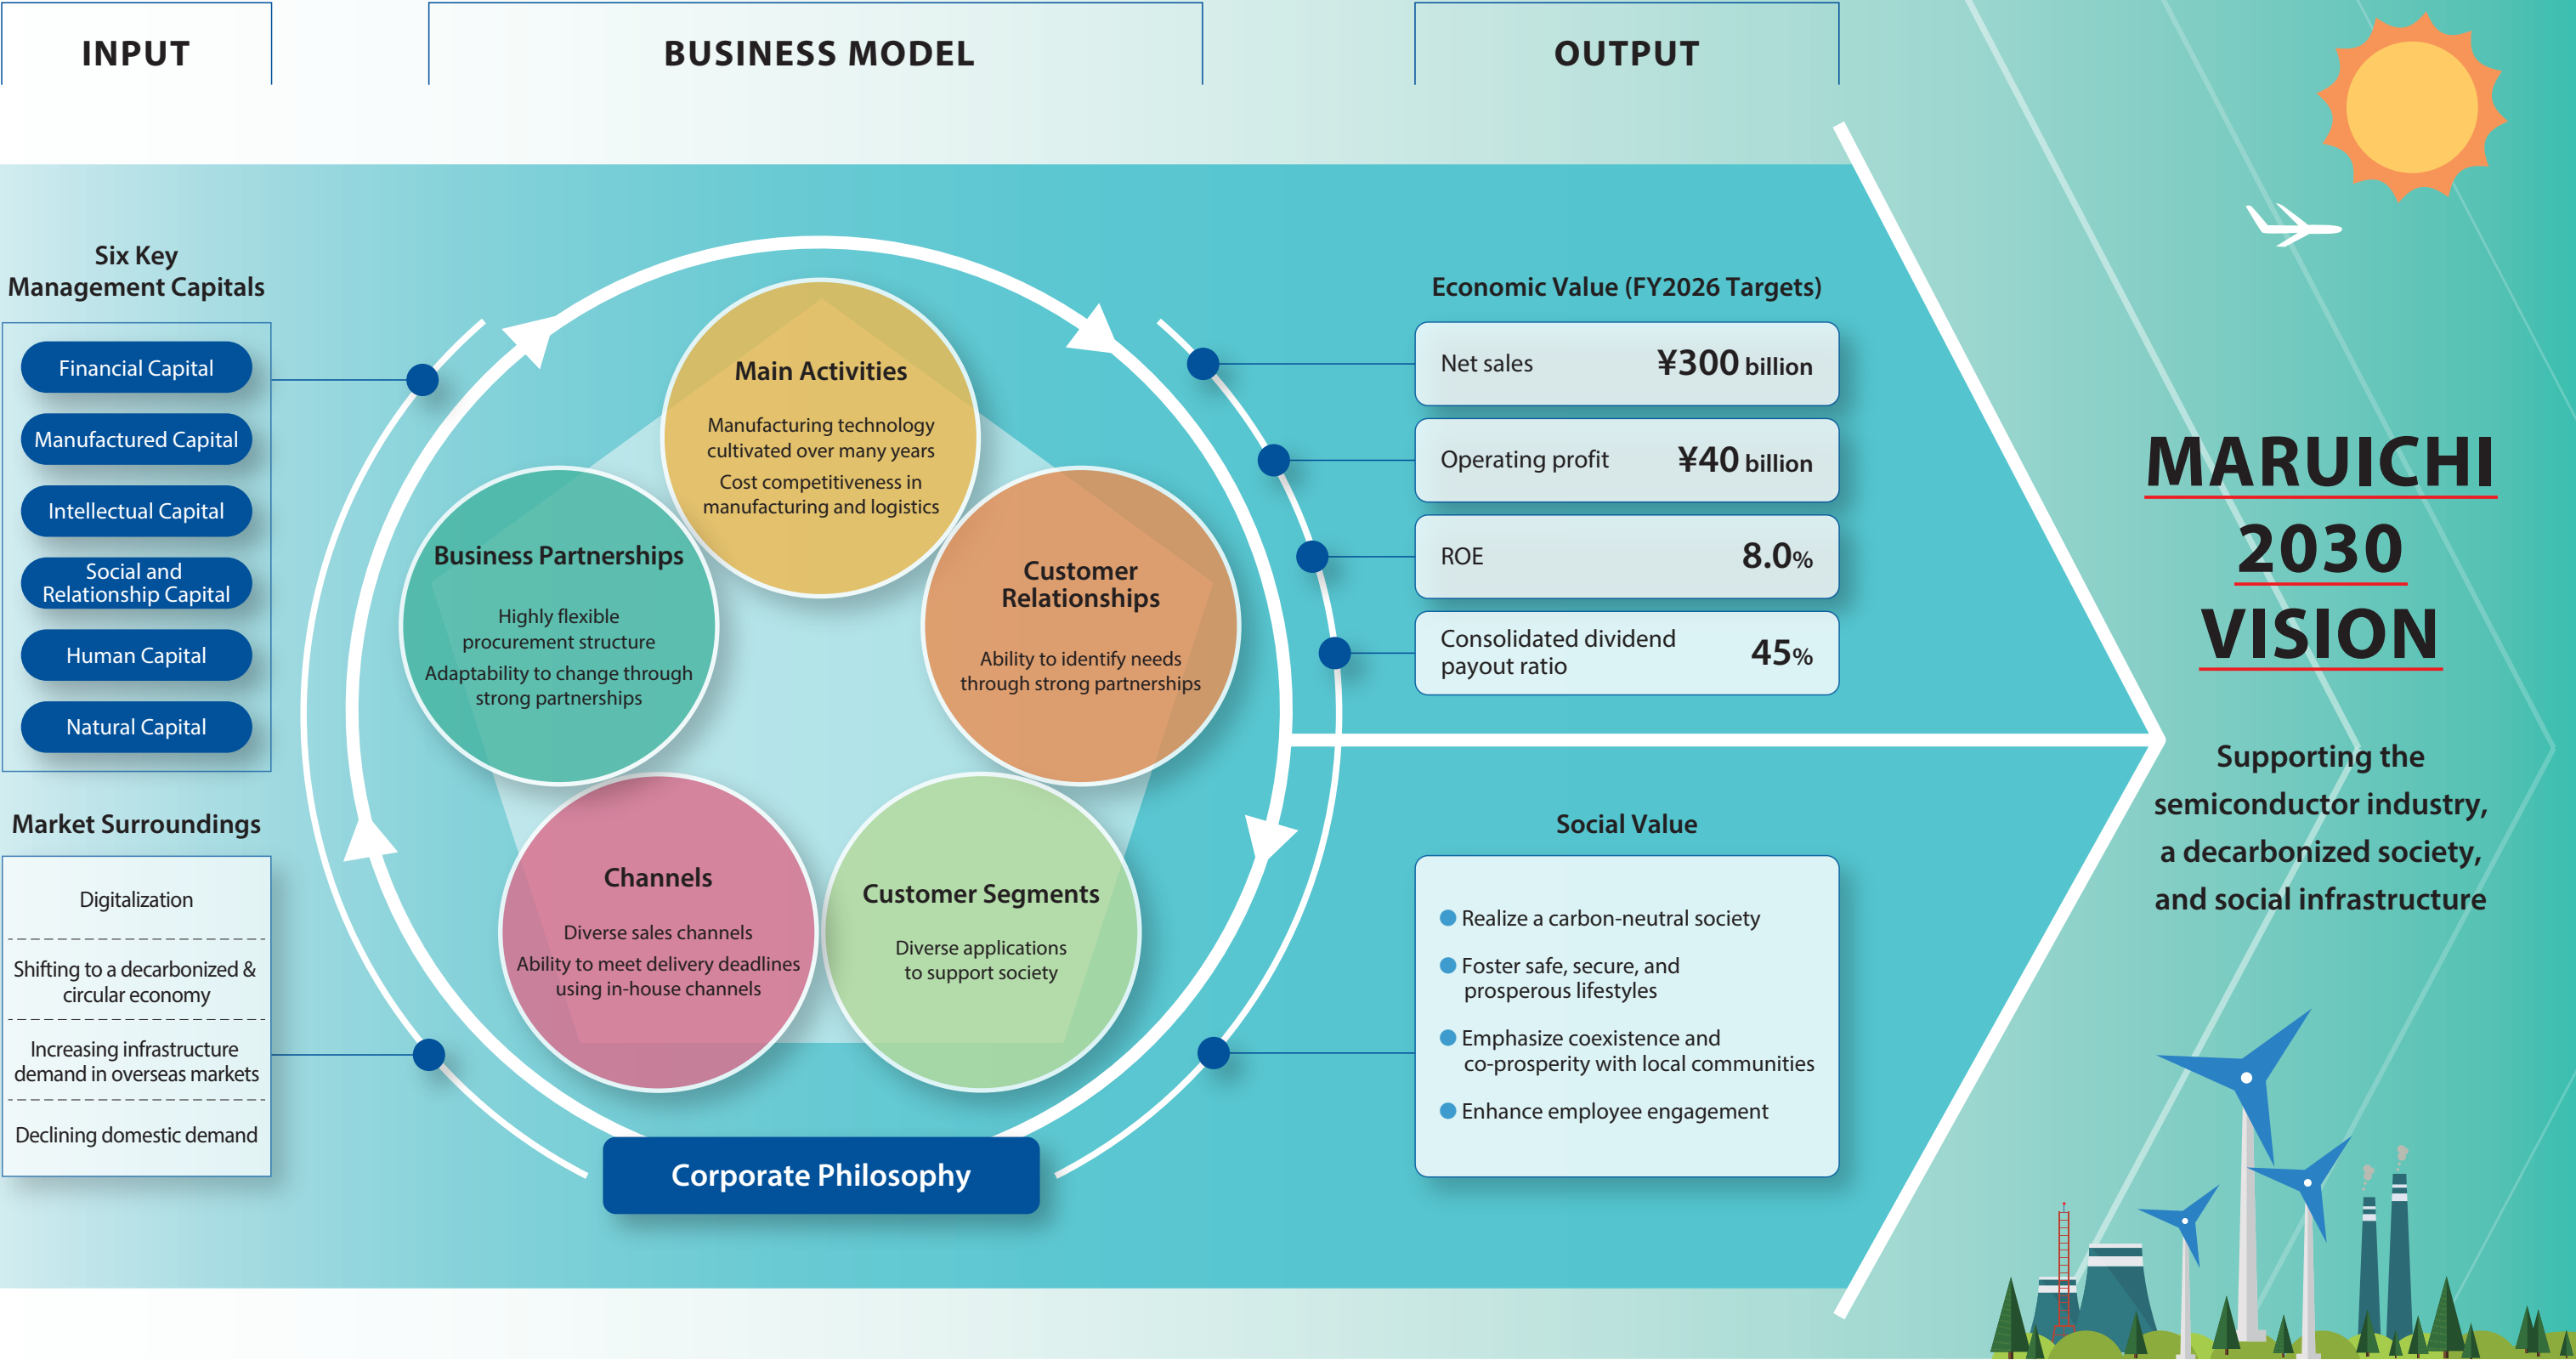 INPUT
BUSINESS MODEL
OUTPUT
Six Key
Management Capitals
Financial Capital
Manufactured Capital
Intellectual Capital
Social and
Relationship Capital
Human Capital
Natural Capital
Market Surroundings
Digitalization
Shifting to a decarbonized &
circular economy
Increasing infrastructure
demand in overseas markets
Declining domestic demand
Main Activities
Manufacturing technology
cultivated over many years
Cost competitiveness in
manufacturing and logistics
Business Partnerships
Highly flexible
procurement structure
Adaptability to change through
strong partnerships
Customer
Relationships
Ability to identify needs
through strong partnerships
Channels
Diverse sales channels
Ability to meet delivery deadlines
using in-house channels
Customer Segments
Diverse applications
to support society
Corporate Philosophy
Economic Value (FY2026 Targets)
Net sales ¥300 billion
Operating profit ¥40 billion
ROE 8.0%
Consolidated dividend
payout ratio 45%
Social Value
● Realize a carbon-neutral society
● Foster safe, secure, and
prosperous lifestyles
● Emphasize coexistence and
co-prosperity with local communities
● Enhance employee engagement
MARUICHI
2030
VISION
Supporting the
semiconductor industry,
a decarbonized society,
and social infrastructure